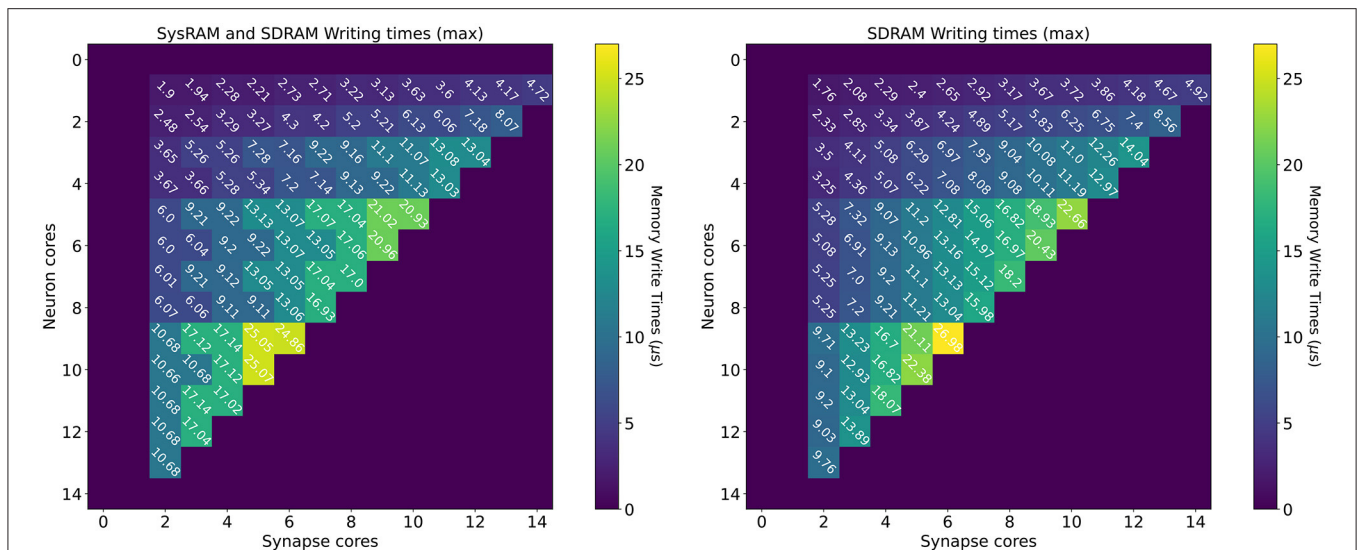 SysRAM and SDRAM Writing times (max)
0
1.9 1.94 2.28 2.21 2.73 2.71 3.22 3.13 3.63 3.6 4.13 4.17 4.72
2 2.48 2.54 3.29 3.27 4.3 4.2 5.2 5.21 6.13 6.06 7.18 8.07
3.65 5.26 5.26 7.28 7.16 9.22 9.16 11.1 11.07 13.08 13.04
4 3.67 3.66 5.28 5.34 7.2 7.14 9.13 9.22 11.13 13.03
6.0 9.21 9.23 13.13 13.07 17.07 17.04 21.02 20.93
6 6.0 6.04 9.2 9.22 13.07 13.05 17.06 20.96
6.01 9.21 9.12 13.05 13.05 17.04 17.0
8 6.07 6.06 9.11 9.11 13.06 16.93
10.68 17.12 17.14 25.05 24.86
10 10.66 10.68 17.12 25.07
10.68 17.14 17.02
12 10.68 17.04
10.68
14
0 2 4 6 8 10 12 14
Synapse cores
Neuron cores
25
20
15
10
5
0
Memory Write Times (μs)
SDRAM Writing times (max)
0
1.76 2.08 2.29 2.4 2.65 2.92 3.17 3.67 3.72 3.86 4.18 4.67 4.92
2 2.33 2.85 3.34 3.87 4.24 4.89 5.17 5.83 6.25 6.75 7.4 8.56
3.5 4.11 5.08 6.29 6.97 7.93 9.04 10.08 11.0 12.26 14.04
4 3.25 4.36 5.07 6.22 7.08 8.08 9.08 10.11 11.19 12.97
5.28 7.32 9.07 11.2 12.81 15.06 16.82 18.93 22.66
6 5.08 6.91 9.13 10.96 13.16 14.97 16.97 20.43
5.25 7.0 9.2 11.1 13.13 15.12 18.2
8 5.25 7.2 9.21 11.21 13.04 15.98
9.71 13.23 16.7 21.11 26.98
10 9.1 12.93 16.82 22.38
9.2 13.04 18.07
12 9.03 13.89
9.76
14
0 2 4 6 8 10 12 14
Synapse cores
Neuron cores
25
20
15
10
5
0
Memory Write Times (μs)